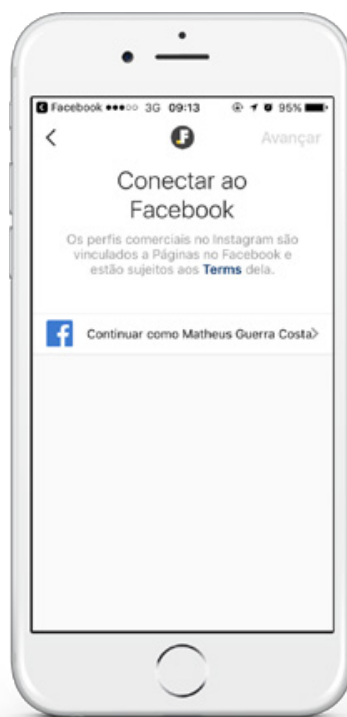 Facebook 3G 09:13 95%
Avançar
Conectar ao
Facebook
Os perfis comerciais no Instagram são
vinculados a Páginas no Facebook e
estão sujeitos aos Terms dela.
f Continuar como Matheus Guerra Costa>